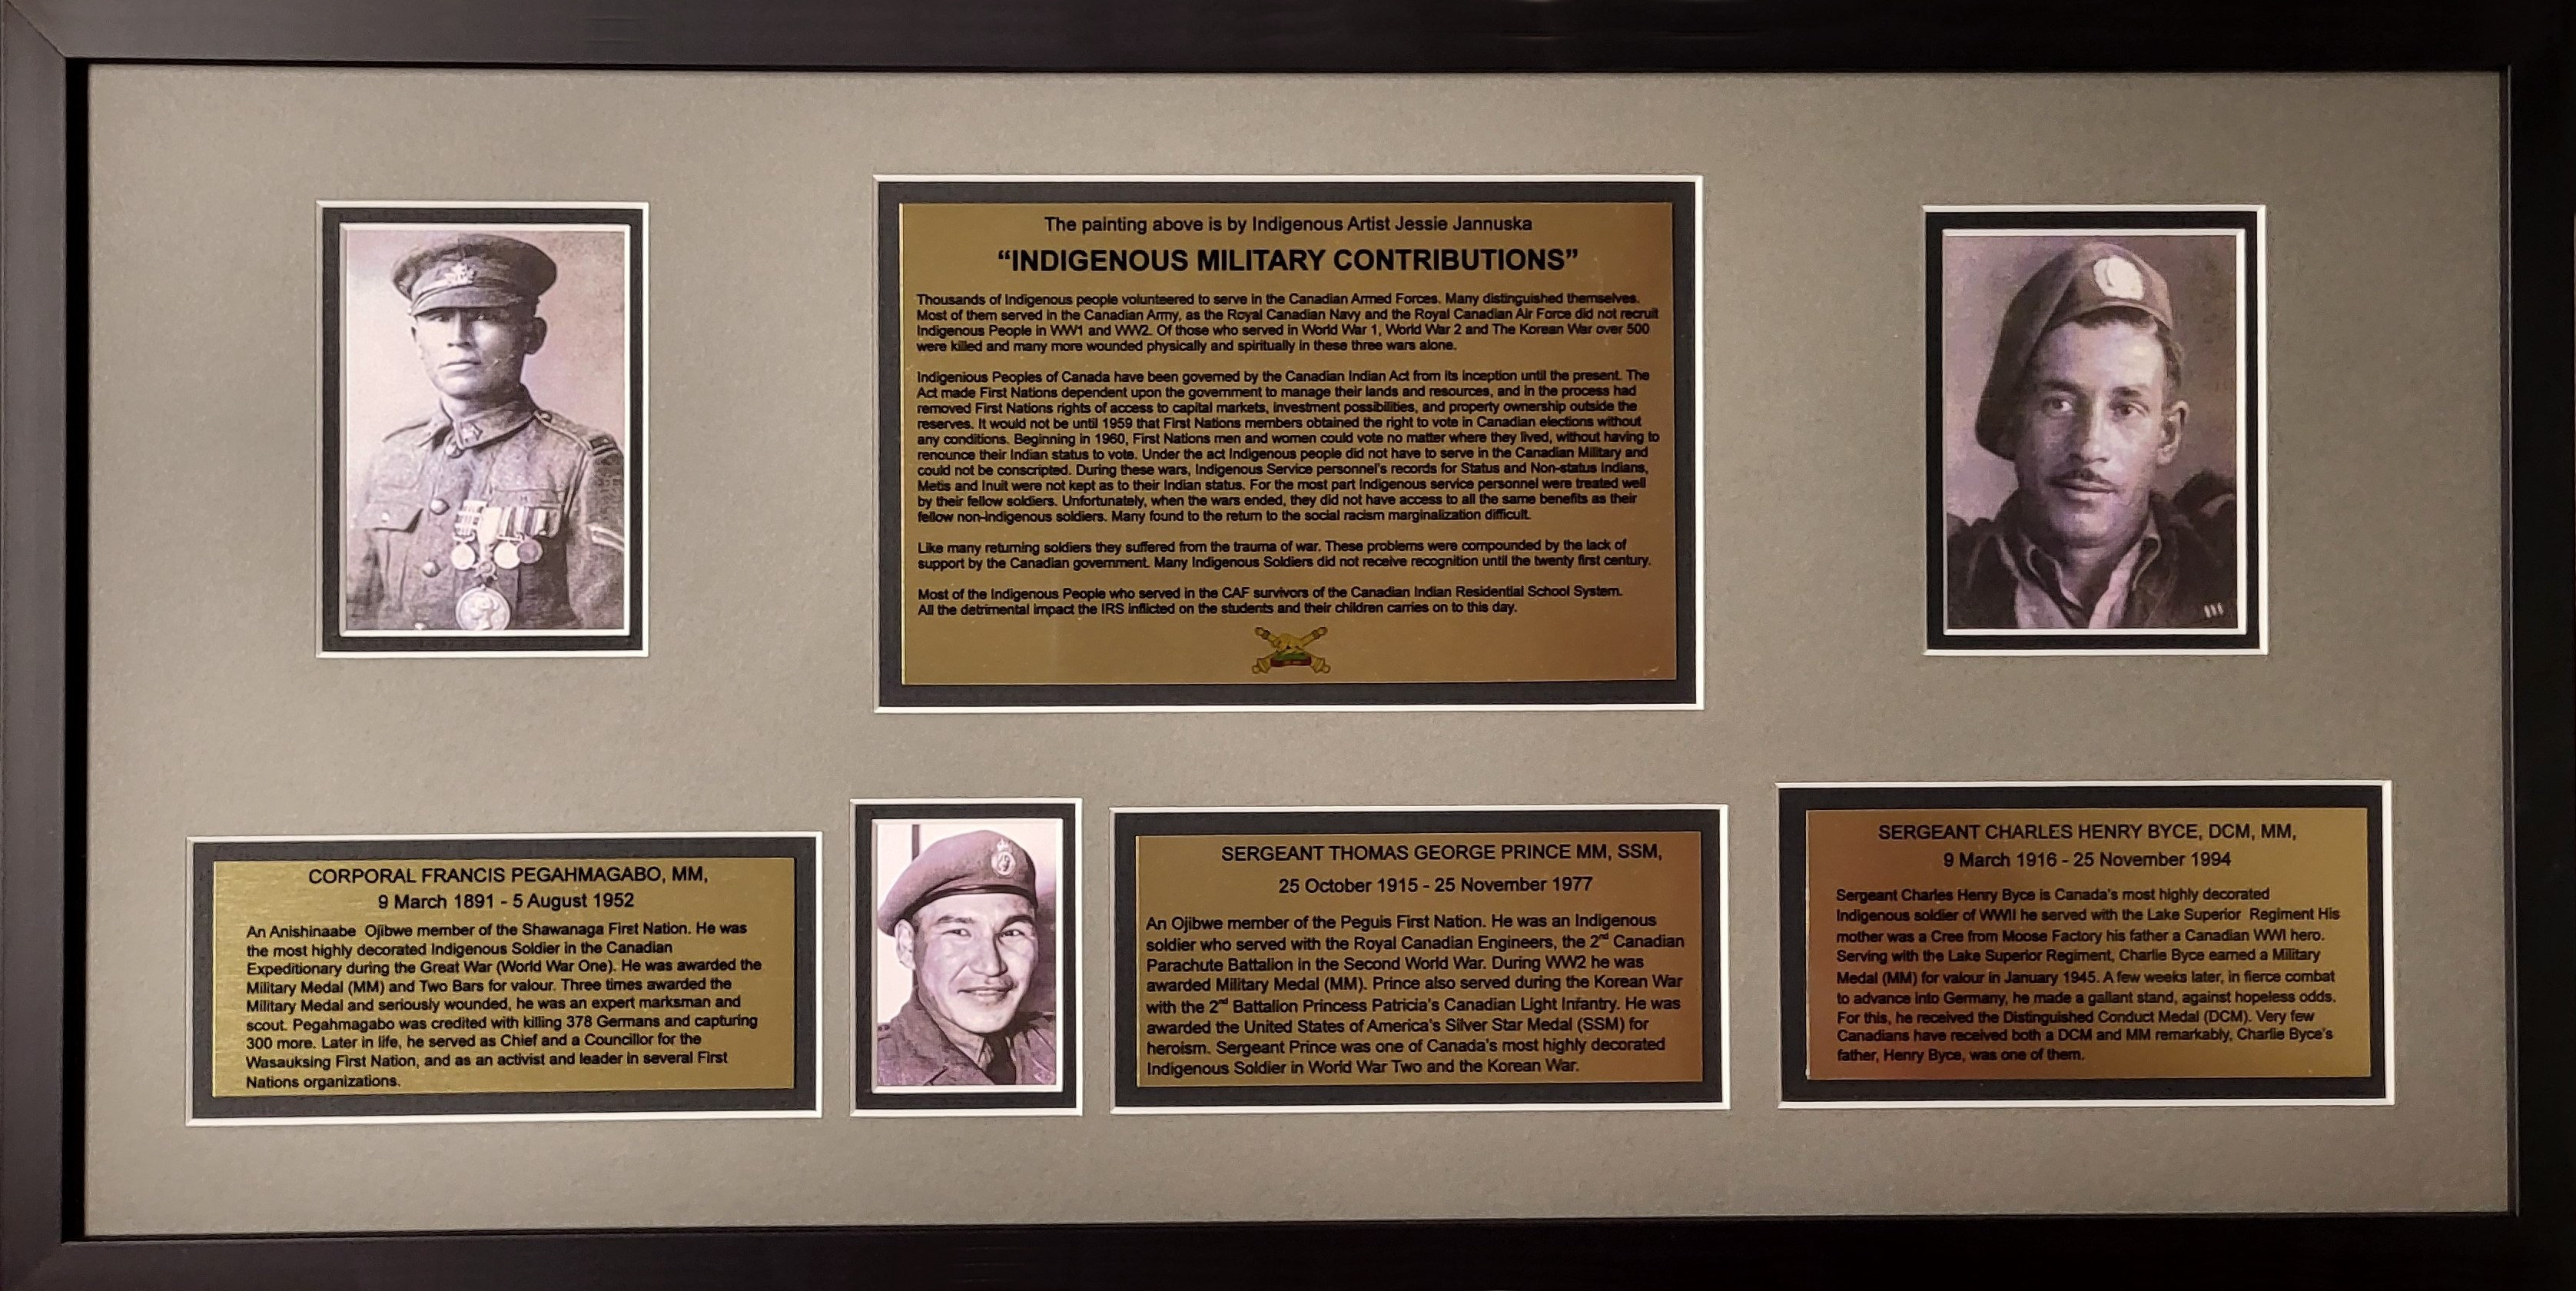 The painting above is by Indigenous Artist Jessie Jannuska
“INDIGENOUS MILITARY CONTRIBUTIONS”
Thousands of Indigenous people volunteered to serve in the Canadian Armed Forces. Many distinguished themselves.
Most of them served in the Canadian Army, as the Royal Canadian Navy and the Royal Canadian Air Force did not recruit
Indigenous People in WW1 and WW2. Of those who served in World War 1, World War 2 and The Korean War over 500
were killed and many more wounded physically and spiritually in these three wars alone.
Indigenious Peoples of Canada have been governed by the Canadian Indian Act from its inception until the present. The
Act made First Nations dependent upon the government to manage their lands and resources, and in the process had
removed First Nations rights of access to capital markets, investment possibilities, and property ownership outside the
reserves. It would not be until 1959 that First Nations members obtained the right to vote in Canadian elections without
any conditions. Beginning in 1960, First Nations men and women could vote no matter where they lived, without having to
renounce their Indian status to vote. Under the act Indigenous people did not have to serve in the Canadian Military and
could not be conscripted. During these wars, Indigenous Service personnel's records for Status and Non-status Indians,
Metis and Inuit were not kept as to their Indian status. For the most part Indigenous service personnel were treated well
by their fellow soldiers. Unfortunately, when the wars ended, they did not have access to all the same benefits as their
fellow non-indigenous soldiers. Many found to the return to the social racism marginalization difficult.
Like many returning soldiers they suffered from the trauma of war. These problems were compounded by the lack of
support by the Canadian government. Many Indigenous Soldiers did not receive recognition until the twenty first century.
Most of the Indigenous People who served in the CAF survivors of the Canadian Indian Residential School System.
All the detrimental impact the IRS inflicted on the students and their children carries on to this day.
CORPORAL FRANCIS PEGAHMAGABO, MM,
9 March 1891 - 5 August 1952
An Anishinaabe Ojibwe member of the Shawanaga First Nation. He was
the most highly decorated Indigenous Soldier in the Canadian
Expeditionary during the Great War (World War One). He was awarded the
Military Medal (MM) and Two Bars for valour. Three times awarded the
Military Medal and seriously wounded, he was an expert marksman and
scout. Pegahmagabo was credited with killing 378 Germans and capturing
300 more. Later in life, he served as Chief and a Councillor for the
Wasauksing First Nation, and as an activist and leader in several First
Nations organizations.
SERGEANT THOMAS GEORGE PRINCE MM, SSM,
25 October 1915 - 25 November 1977
An Ojibwe member of the Peguis First Nation. He was an Indigenous
soldier who served with the Royal Canadian Engineers, the 2nd Canadian
Parachute Battalion in the Second World War. During WW2 he was
awarded Military Medal (MM). Prince also served during the Korean War
with the 2nd Battalion Princess Patricia's Canadian Light Infantry. He was
awarded the United States of America's Silver Star Medal (SSM) for
heroism. Sergeant Prince was one of Canada's most highly decorated
Indigenous Soldier in World War Two and the Korean War.
SERGEANT CHARLES HENRY BYCE, DCM, MM,
9 March 1916 - 25 November 1994
Sergeant Charles Henry Byce is Canada's most highly decorated
Indigenous soldier of WWII he served with the Lake Superior Regiment His
mother was a Cree from Moose Factory his father a Canadian WWI hero.
Serving with the Lake Superior Regiment, Charlie Byce earned a Military
Medal (MM) for valour in January 1945. A few weeks later, in fierce combat
to advance into Germany, he made a gallant stand, against hopeless odds.
For this, he received the Distinguished Conduct Medal (DCM). Very few
Canadians have received both a DCM and MM remarkably, Charlie Byce's
father, Henry Byce, was one of them.